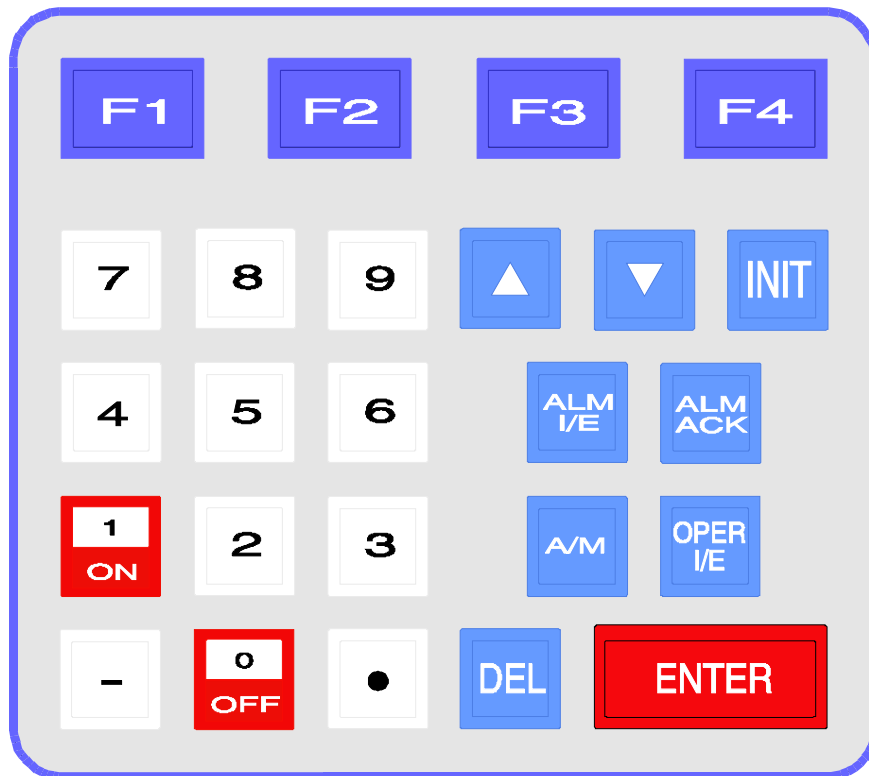 F1 F2 F3 F4
7 8 9 ▲ ▼ INIT
4 5 6 ALM I/E ALM ACK
1 ON 2 3 A/M OPER I/E
- 0 OFF • DEL ENTER